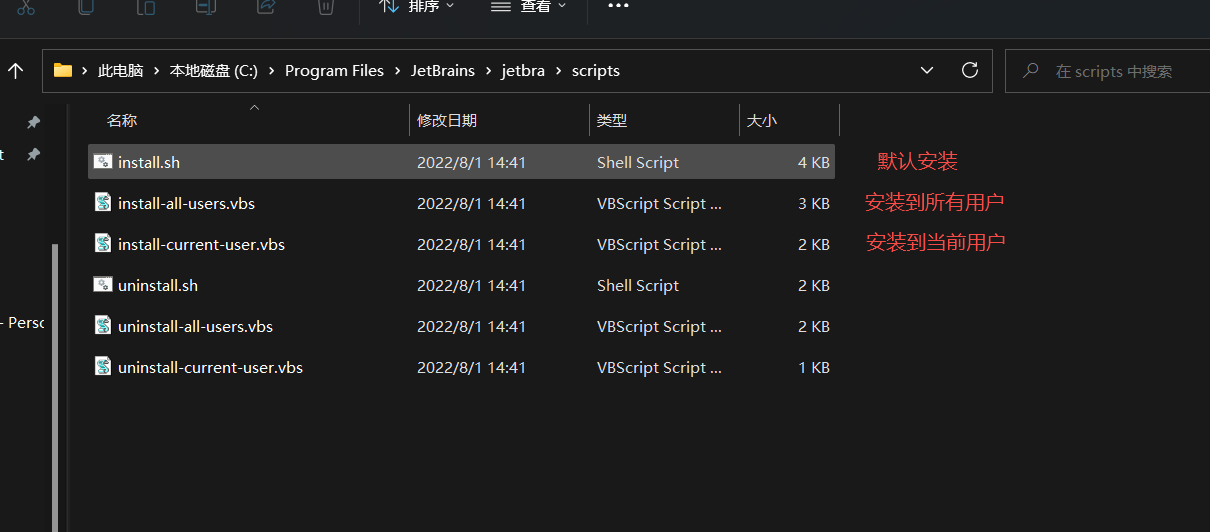 排序 查看 •••
此电脑 本地磁盘 (C:) Program Files JetBrains jetbra scripts 在 scripts 中搜索
名称 修改日期 类型 大小
install.sh 2022/8/1 14:41 Shell Script 4 KB 默认安装
install-all-users.vbs 2022/8/1 14:41 VBScript Script ... 3 KB 安装到所有用户
install-current-user.vbs 2022/8/1 14:41 VBScript Script ... 2 KB 安装到当前用户
uninstall.sh 2022/8/1 14:41 Shell Script 2 KB
- Persc uninstall-all-users.vbs 2022/8/1 14:41 VBScript Script ... 2 KB
uninstall-current-user.vbs 2022/8/1 14:41 VBScript Script ... 1 KB